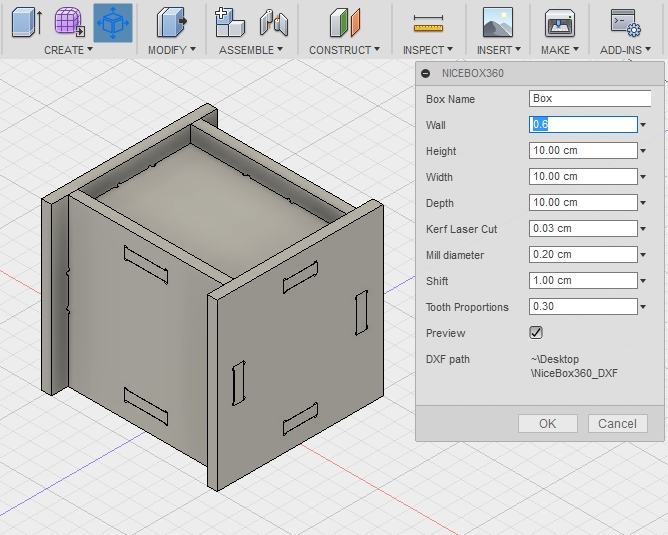 CREATE MODIFY ASSEMBLE CONSTRUCT INSPECT INSERT MAKE ADD-INS
NICEBOX360
Box Name Box
Wall 0.6
Height 10.00 cm
Width 10.00 cm
Depth 10.00 cm
Kerf Laser Cut 0.03 cm
Mill diameter 0.20 cm
Shift 1.00 cm
Tooth Proportions 0.30
Preview
DXF path ~\Desktop
\NiceBox360_DXF
OK Cancel